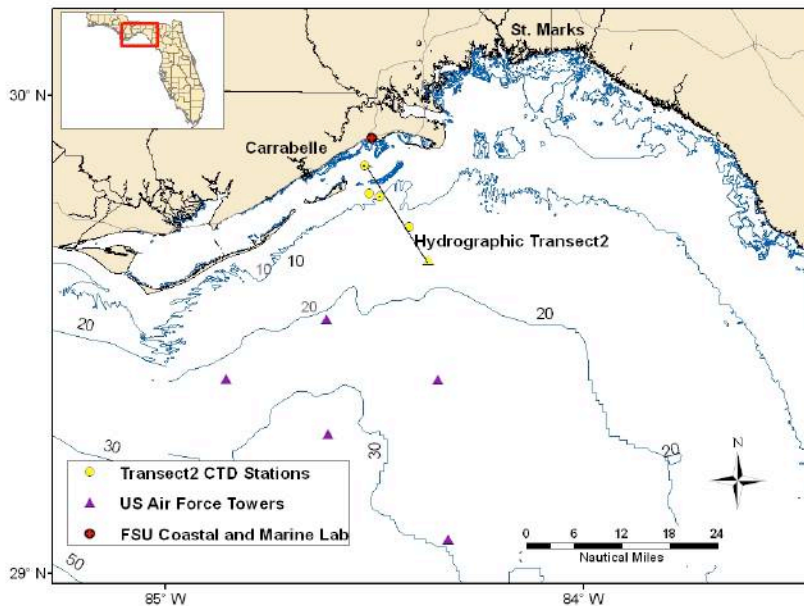 St. Marks
30° N
Carrabelle
Hydrographic Transect2
10
10
20
20
20
20
30
30
50
N
Transect2 CTD Stations
US Air Force Towers
FSU Coastal and Marine Lab
0 6 12 18 24
Nautical Miles
29° N
85° W
84° W